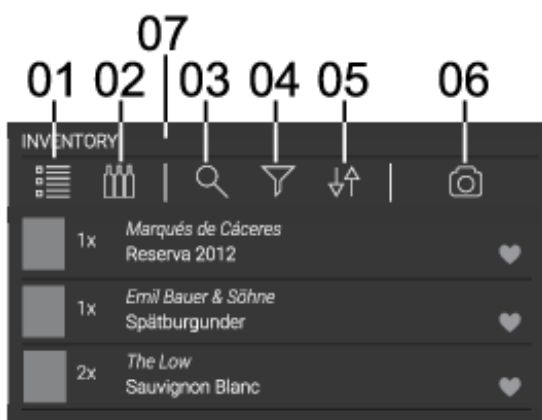 07
01 02 03 04 05 06
INVENTORY
1x Marqués de Cáceres
Reserva 2012
1x Emil Bauer & Söhne
Spätburgunder
2x The Low
Sauvignon Blanc